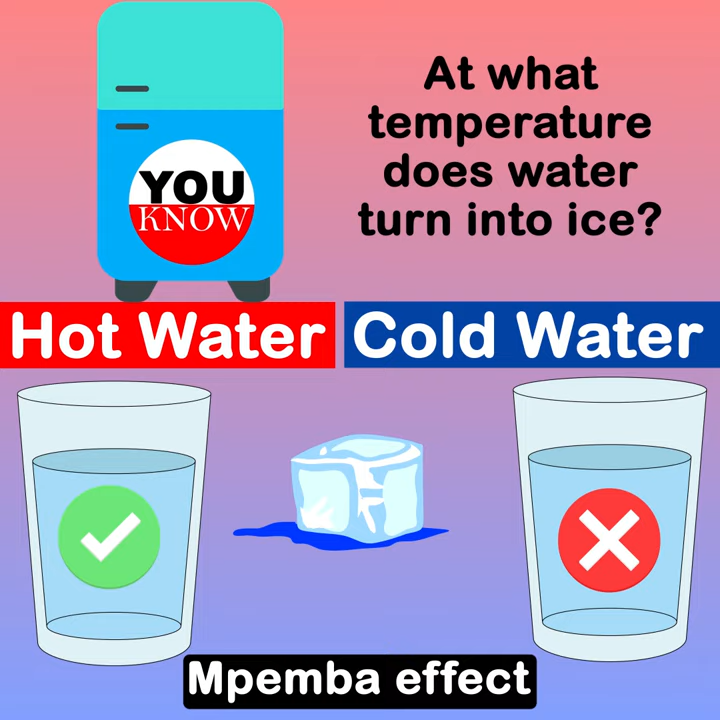 YOU
KNOW
At what
temperature
does water
turn into ice?
Hot Water
Cold Water
Mpemba effect